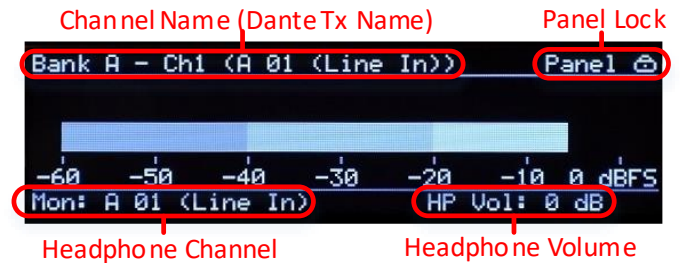 Channel Name (Dante Tx Name) Panel Lock
Bank A - Ch1 (A 01 (Line In)) Panel
-60 -50 -40 -30 -20 -10 0 dBFS
Mon: A 01 (Line In) HP Vol: 0 dB
Headphone Channel Headphone Volume